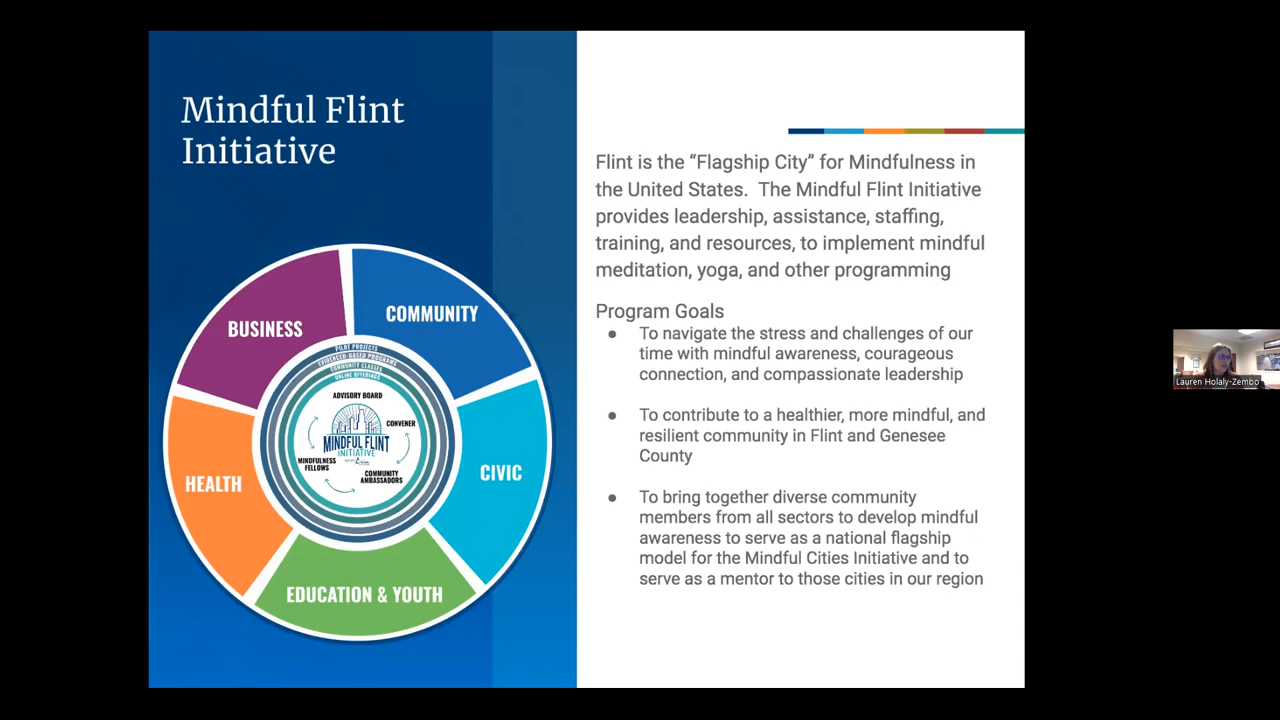 Mindful Flint
Initiative
Flint is the “Flagship City” for Mindfulness in
the United States.  The Mindful Flint Initiative
provides leadership, assistance, staffing,
training, and resources, to implement mindful
meditation, yoga, and other programming
Program Goals
● To navigate the stress and challenges of our
time with mindful awareness, courageous
connection, and compassionate leadership
● To contribute to a healthier, more mindful, and
resilient community in Flint and Genesee
County
● To bring together diverse community
members from all sectors to develop mindful
awareness to serve as a national flagship
model for the Mindful Cities Initiative and to
serve as a mentor to those cities in our region
BUSINESS
COMMUNITY
CIVIC
EDUCATION & YOUTH
HEALTH
PILOT PROJECTS
EVIDENCED-BASED PROGRAMS
COMMUNITY CLASSES
ONLINE OFFERINGS
ADVISORY BOARD
CONVENER
COMMUNITY
AMBASSADORS
MINDFULNESS
FELLOWS
MINDFUL FLINT
INITIATIVE
Lauren Holaly-Zembo